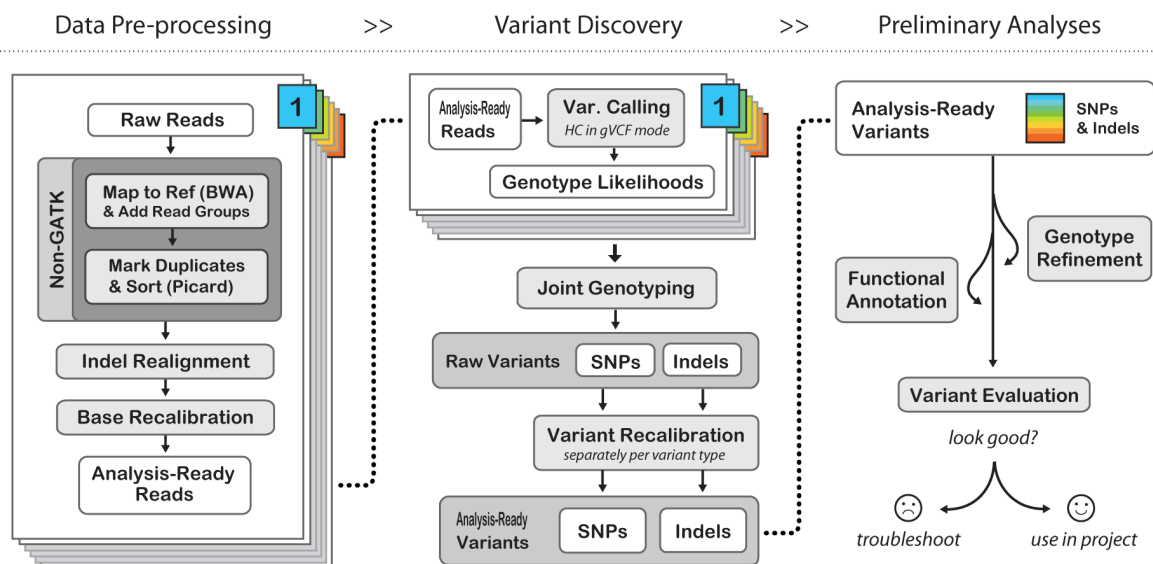 Data Pre-processing >> Variant Discovery >> Preliminary Analyses
1
Raw Reads
Non-GATK
Map to Ref (BWA)
& Add Read Groups
Mark Duplicates
& Sort (Picard)
Indel Realignment
Base Recalibration
Analysis-Ready
Reads
1
Analysis-Ready
Reads
Var. Calling
HC in gVCF mode
Genotype Likelihoods
Joint Genotyping
Raw Variants
SNPs
Indels
Variant Recalibration
separately per variant type
Analysis-Ready
Variants
SNPs
Indels
Analysis-Ready
Variants
SNPs
& Indels
Genotype
Refinement
Functional
Annotation
Variant Evaluation
look good?
troubleshoot
use in project